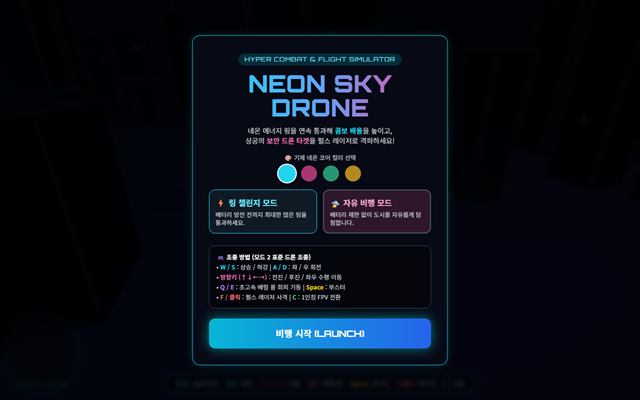 HYPER COMBAT & FLIGHT SIMULATOR
NEON SKY
DRONE
네온 에너지 링을 연속 통과해 콤보 배율을 높이고,
상공의 보안 드론 타겟을 펄스 레이저로 격파하세요!
🎨 기체 네온 코어 컬러 선택
⚡ 링 챌린지 모드
배터리 방전 전까지 최대한 많은 링을
통과하세요.
🛸 자유 비행 모드
배터리 제한 없이 도시를 자유롭게 탐
험합니다.
🎮 조종 방법 (모드 2 표준 드론 조종)
• W / S : 상승 / 하강 | A / D : 좌 / 우 회전
• 방향키 (↑↓←→) : 전진 / 후진 / 좌우 수평 이동
• Q / E : 초고속 배럴 롤 회피 기동 | Space : 부스터
• F / 클릭 : 펄스 레이저 사격 | C : 1인칭 FPV 전환
비행 시작 (LAUNCH)